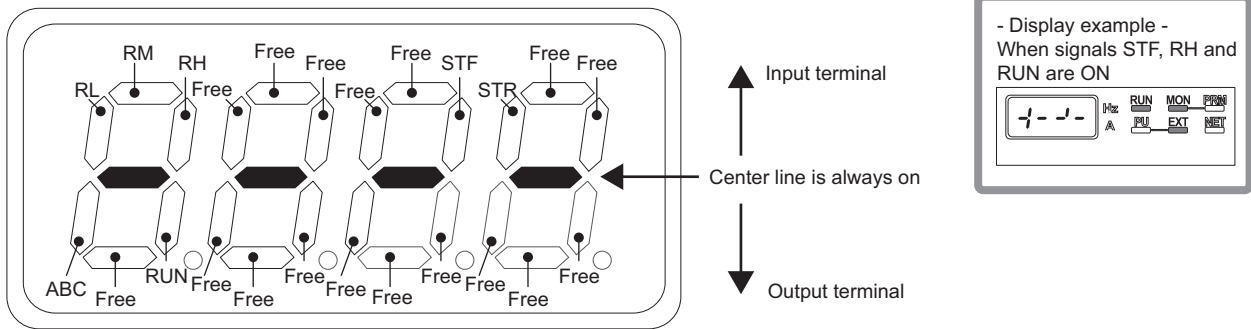 RM
RH
RL
Free
Free
Free
Free
STF
Free
STR
Free
Free
ABC
Free
RUN
Free
Free
Free
Free
Free
Free
Free
Free
Free
Input terminal
Center line is always on
Output terminal
- Display example -
When signals STF, RH and
RUN are ON
Hz RUN MON PRM
A PU EXT NET